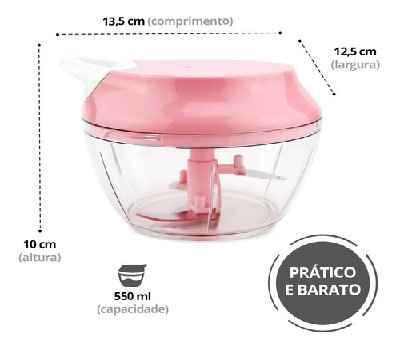 13,5 cm (comprimento)
12,5 cm
(largura)
10 cm
(altura)
550 ml
(capacidade)
PRÁTICO
E BARATO